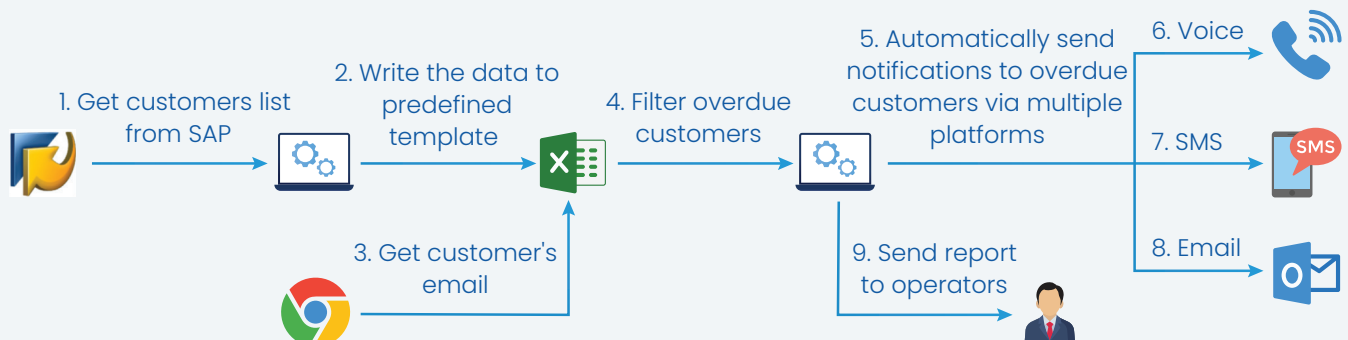 1. Get customers list
from SAP
2. Write the data to
predefined
template
3. Get customer's
email
4. Filter overdue
customers
5. Automatically send
notifications to overdue
customers via multiple
platforms
6. Voice
7. SMS
SMS
8. Email
9. Send report
to operators
X
O